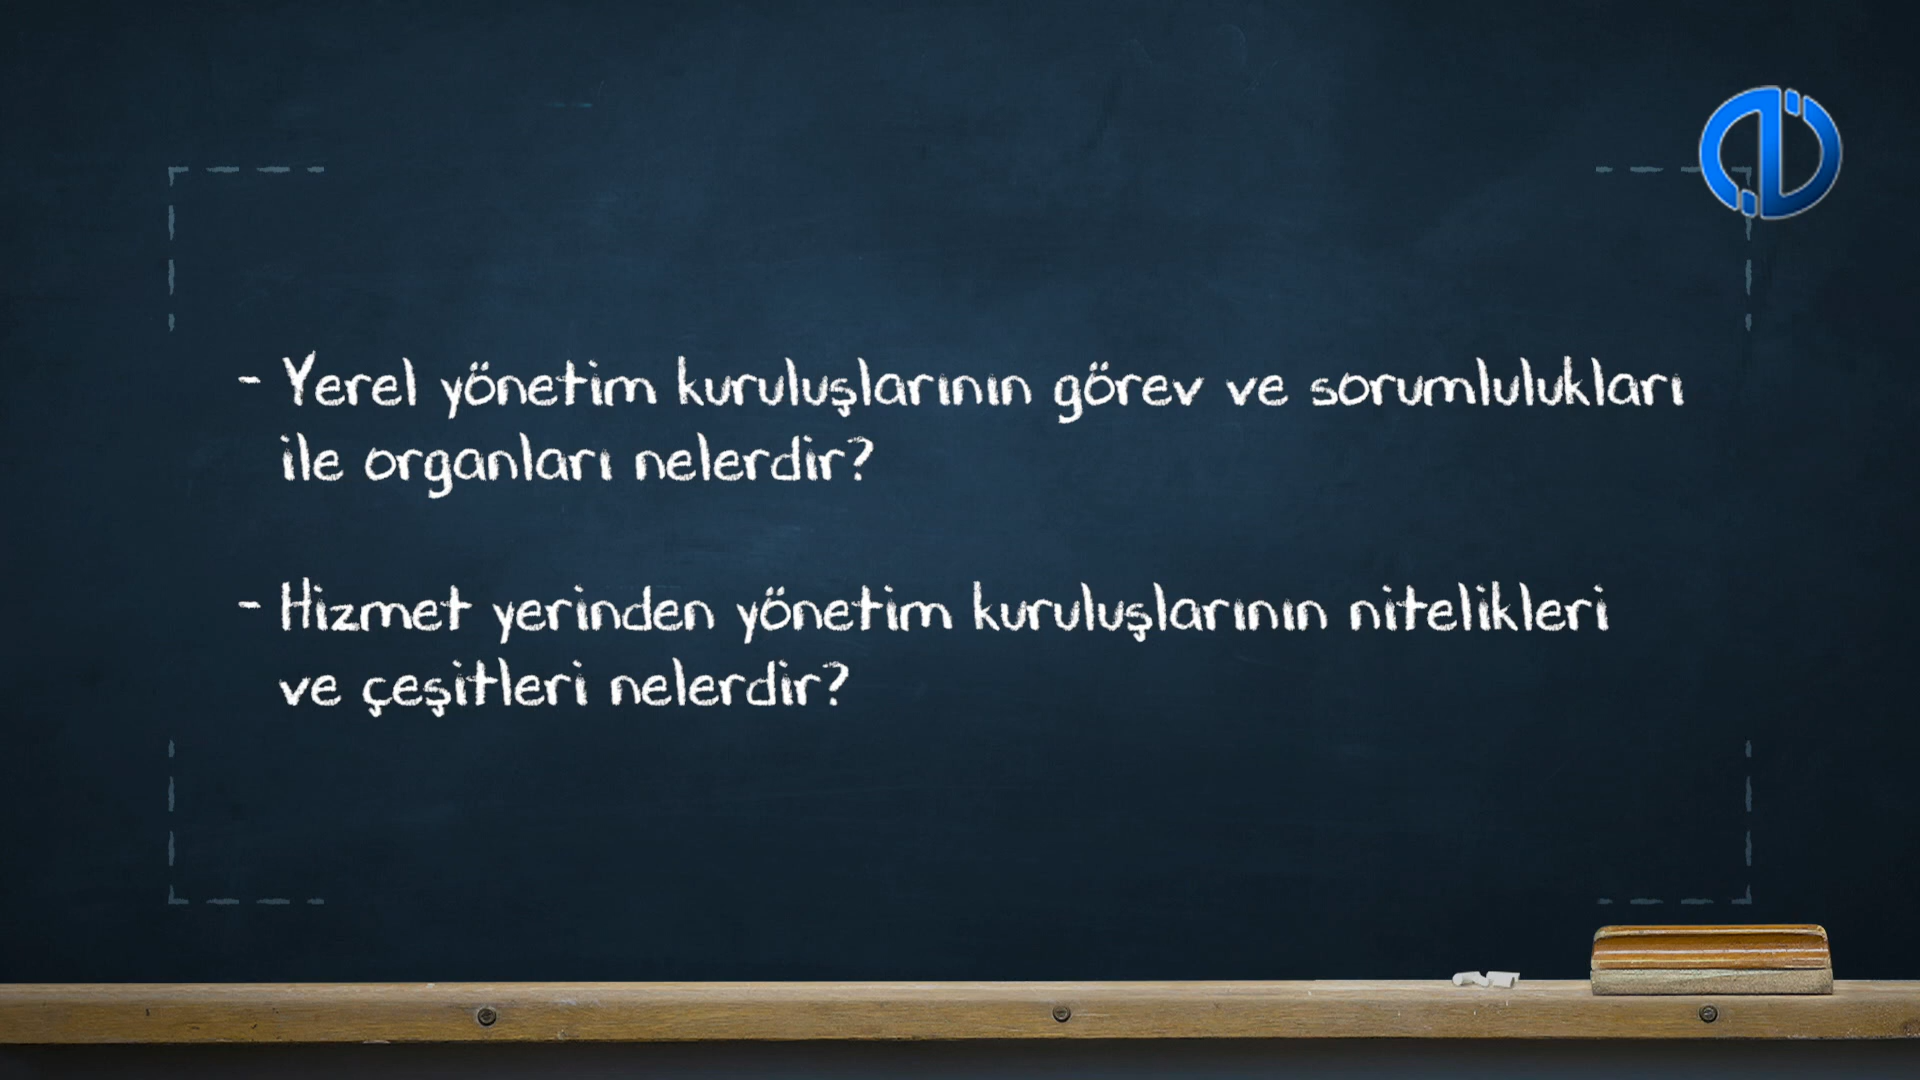 - Yerel yönetim kuruluşlarının görev ve sorumlulukları
ile organları nelerdir?
- Hizmet yerinden yönetim kuruluşlarının nitelikleri
ve çeşitleri nelerdir?